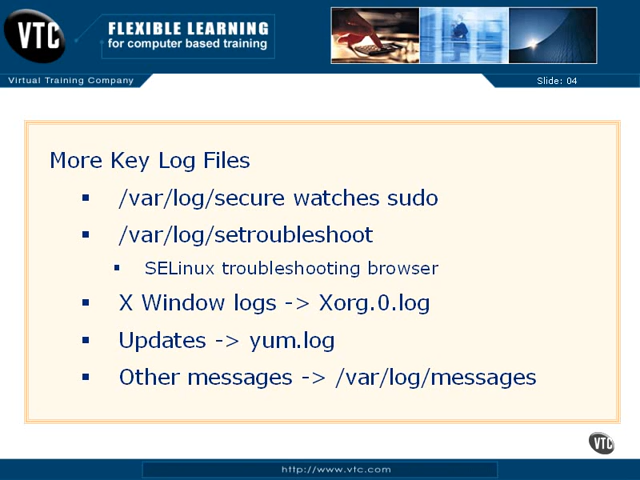 VTC
FLEXIBLE LEARNING
for computer based training
Virtual Training Company
Slide: 04
More Key Log Files
▪ /var/log/secure watches sudo
▪ /var/log/setroubleshoot
▪ SELinux troubleshooting browser
▪ X Window logs -> Xorg.0.log
▪ Updates -> yum.log
▪ Other messages -> /var/log/messages
VTC
http://www.vtc.com